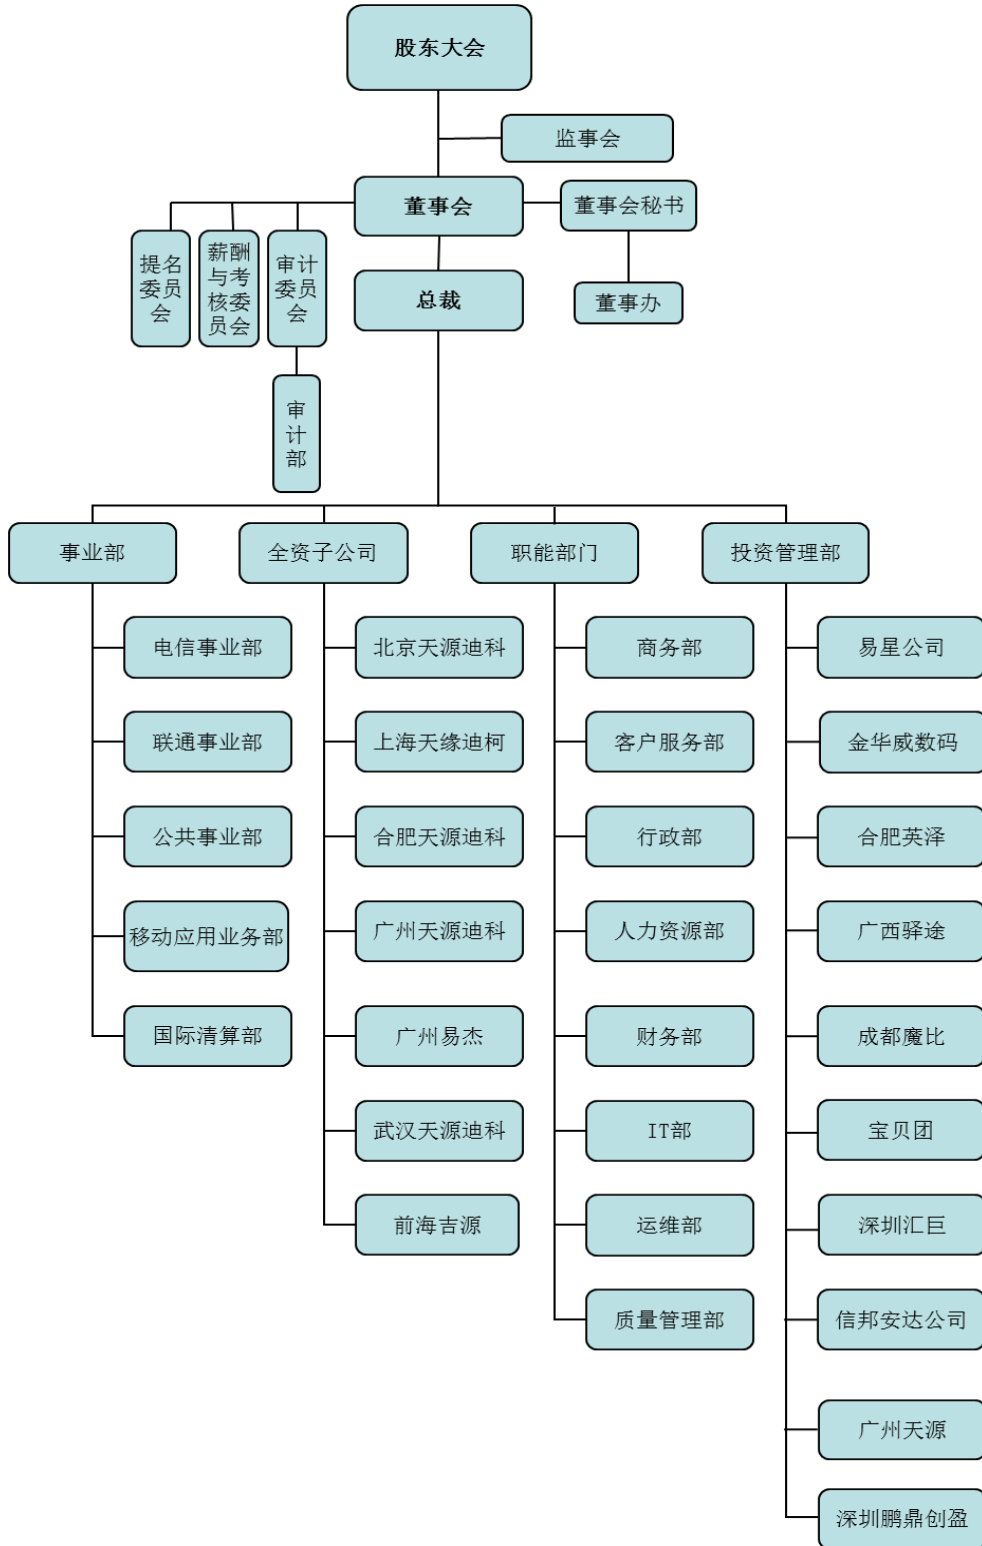 股东大会
监事会
董事会
董事会秘书
提名
委员
会
薪酬
与考
核委
员会
审计
委员
会
总裁
董事办
审
计
部
事业部
全资子公司
职能部门
投资管理部
电信事业部
北京天源迪科
商务部
易星公司
联通事业部
上海天缘迪柯
客户服务部
金华威数码
公共事业部
合肥天源迪科
行政部
合肥英泽
移动应用业务部
广州天源迪科
人力资源部
广西驿途
国际清算部
广州易杰
财务部
成都魔比
武汉天源迪科
IT部
宝贝团
前海吉源
运维部
深圳汇巨
质量管理部
信邦安达公司
广州天源
深圳鹏鼎创盈